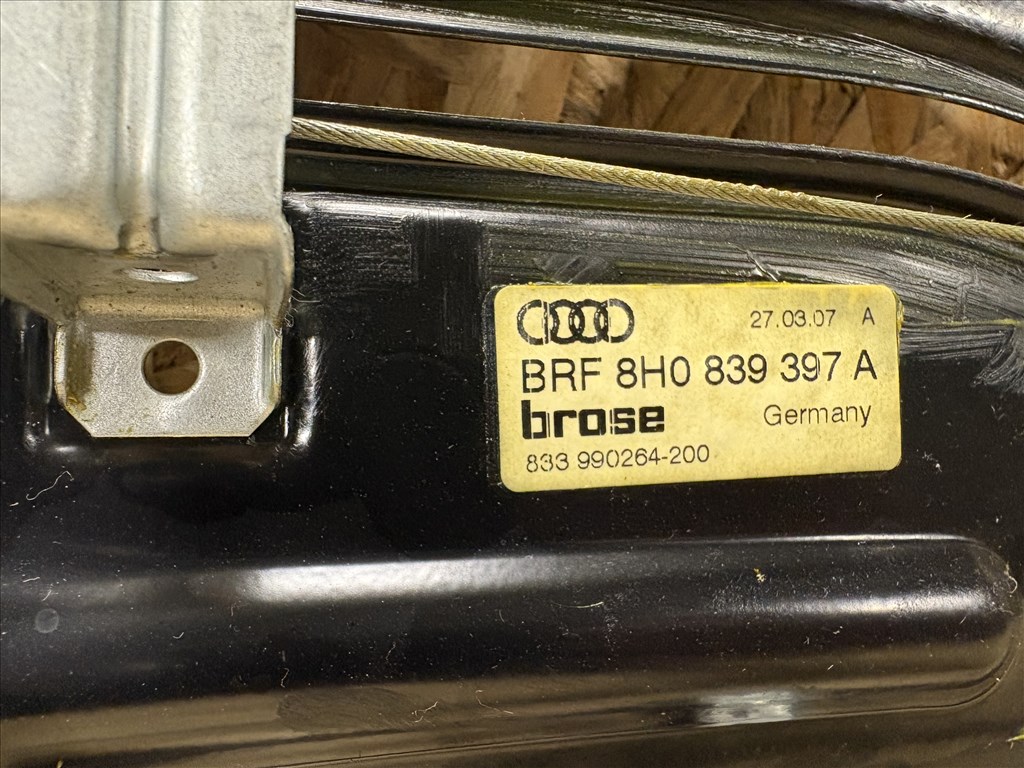 27.03.07 A
BRF 8H0 839 397 A
brose Germany
833 990264-200